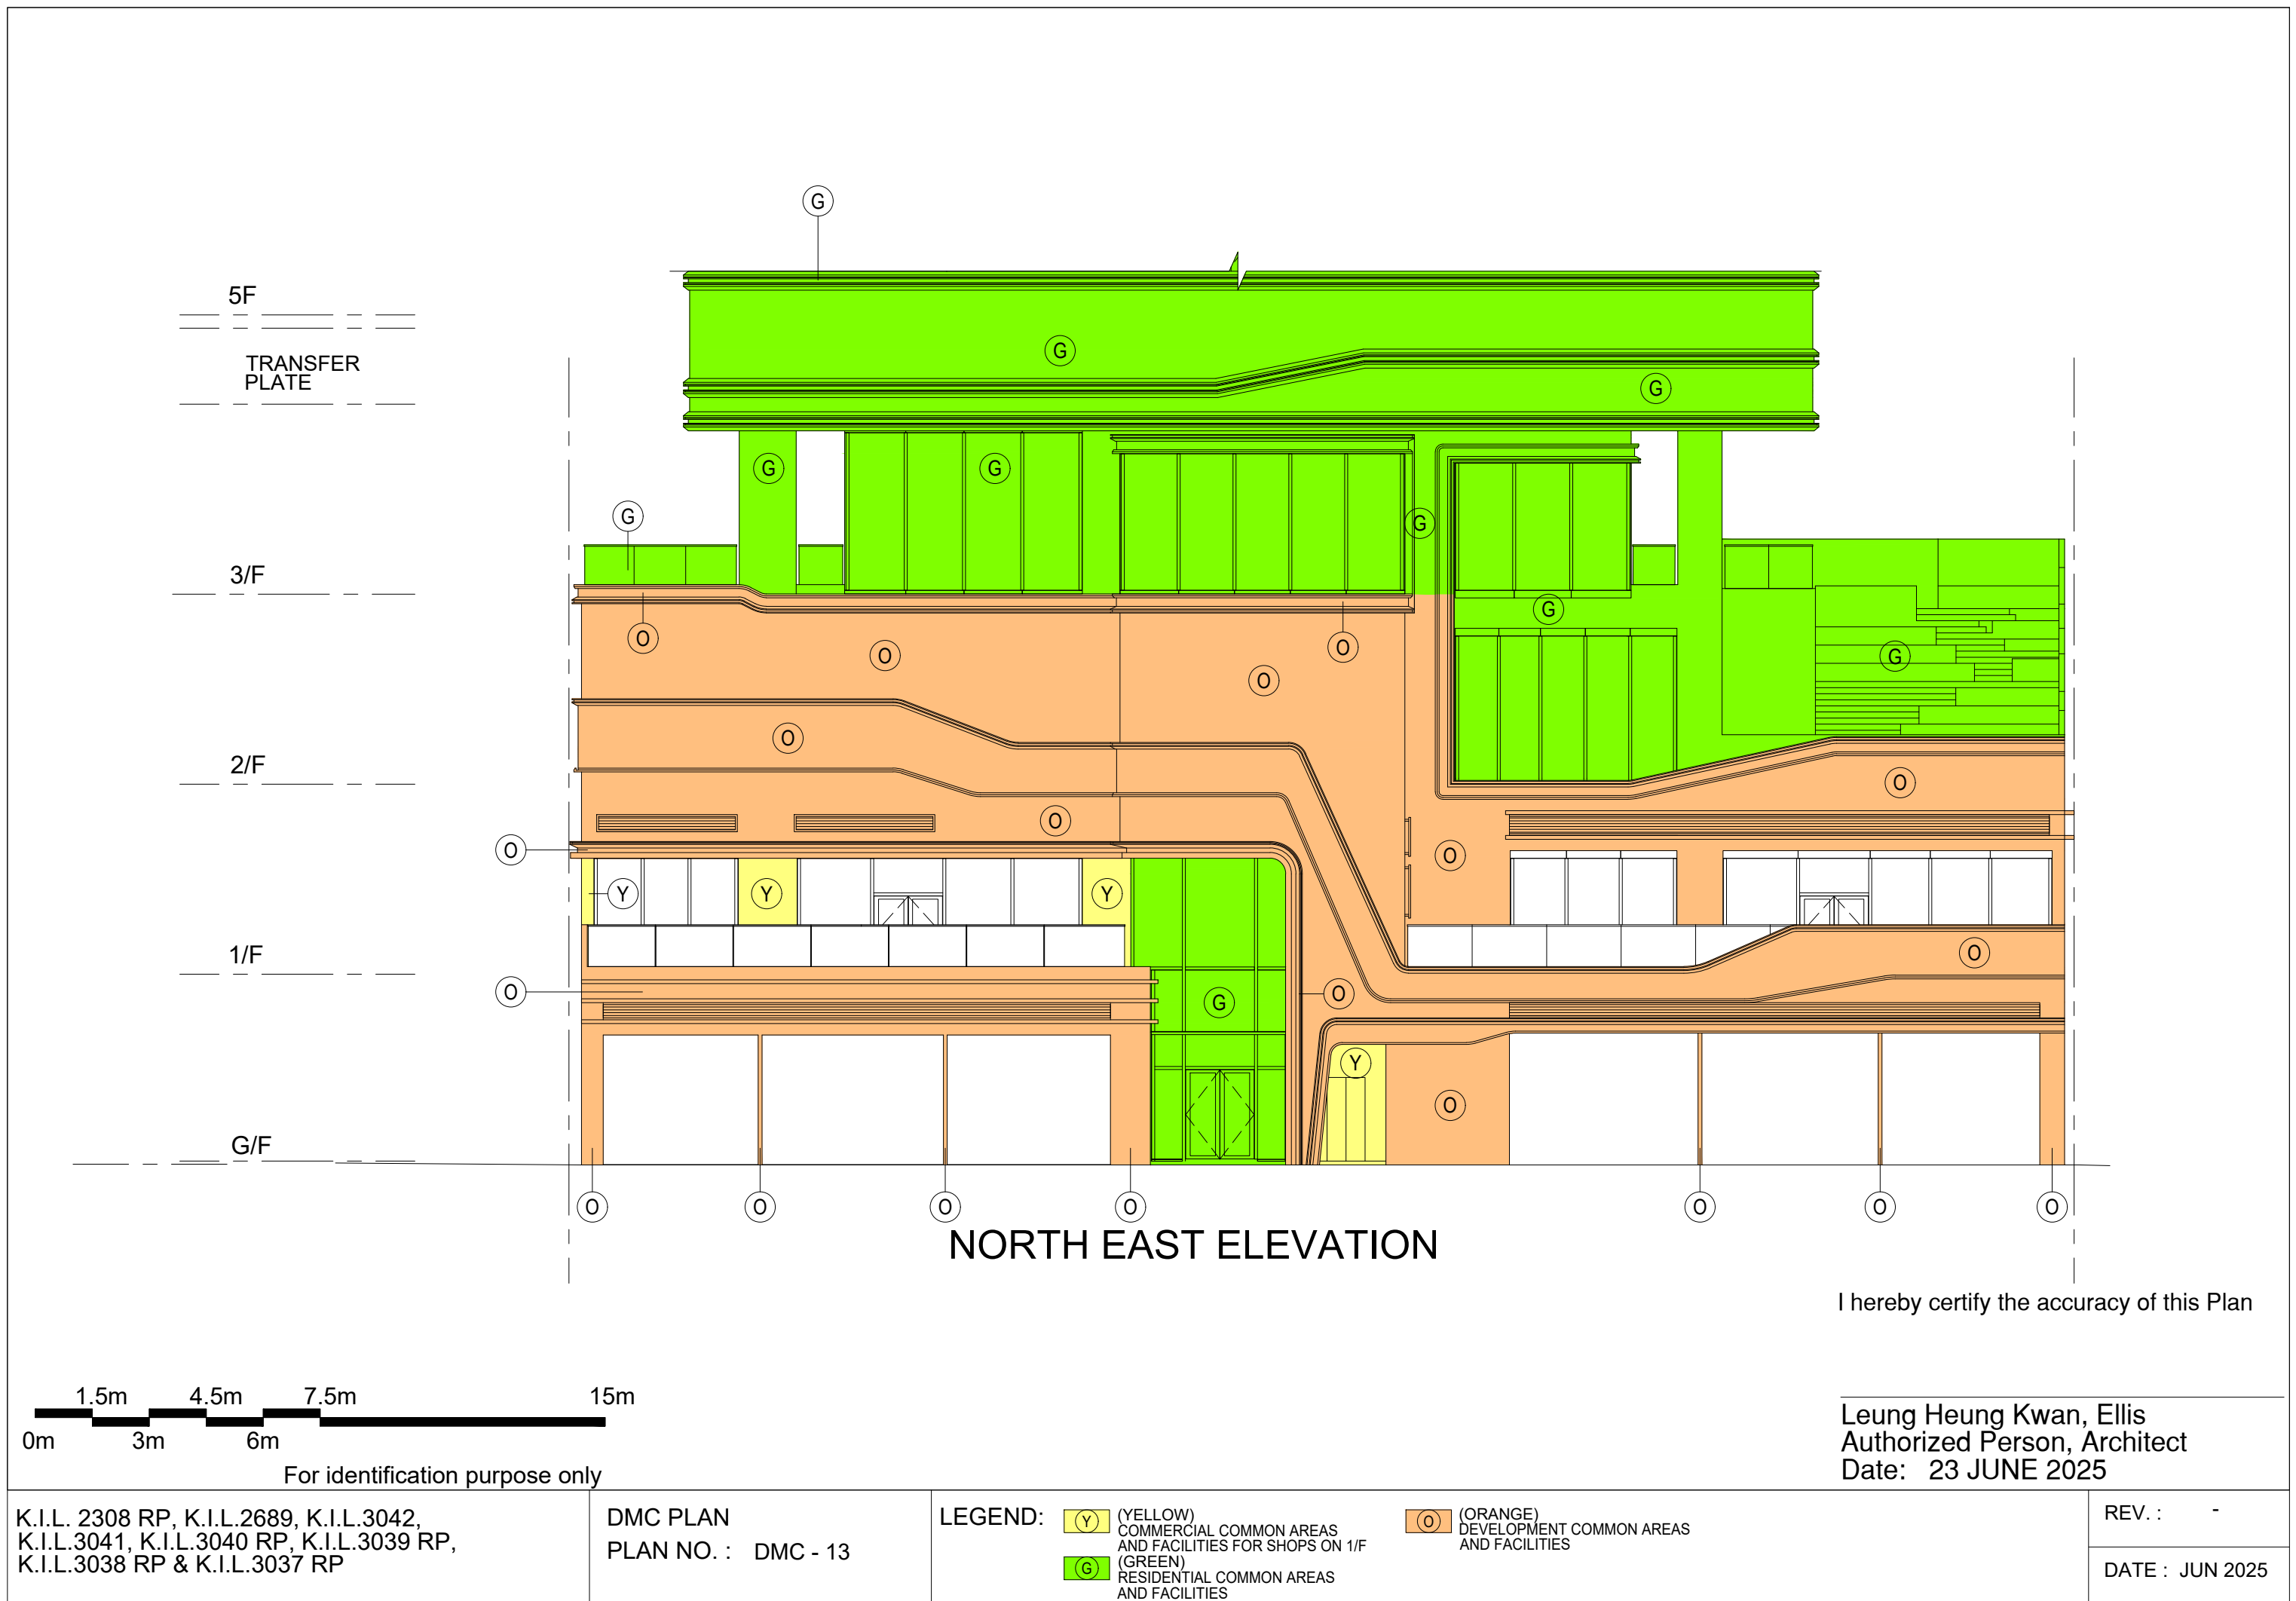 G
5F
G
TRANSFER
PLATE
G
G
G
G
G
3/F
G
O
O
O
G
O
O
2/F
O
O
O
O
O
Y
Y
Y
1/F
O
O
G
O
Y
O
G/F
O
O
O
O
O
O
O
NORTH EAST ELEVATION
I hereby certify the accuracy of this Plan
1.5m 4.5m 7.5m 15m
0m 3m 6m
For identification purpose only
Leung Heung Kwan, Ellis
Authorized Person, Architect
Date: 23 JUNE 2025
K.I.L. 2308 RP, K.I.L.2689, K.I.L.3042,
K.I.L.3041, K.I.L.3040 RP, K.I.L.3039 RP,
K.I.L.3038 RP & K.I.L.3037 RP
DMC PLAN
PLAN NO. : DMC - 13
LEGEND:
Y (YELLOW)
COMMERCIAL COMMON AREAS
AND FACILITIES FOR SHOPS ON 1/F
G (GREEN)
RESIDENTIAL COMMON AREAS
AND FACILITIES
O (ORANGE)
DEVELOPMENT COMMON AREAS
AND FACILITIES
REV. : -
DATE : JUN 2025